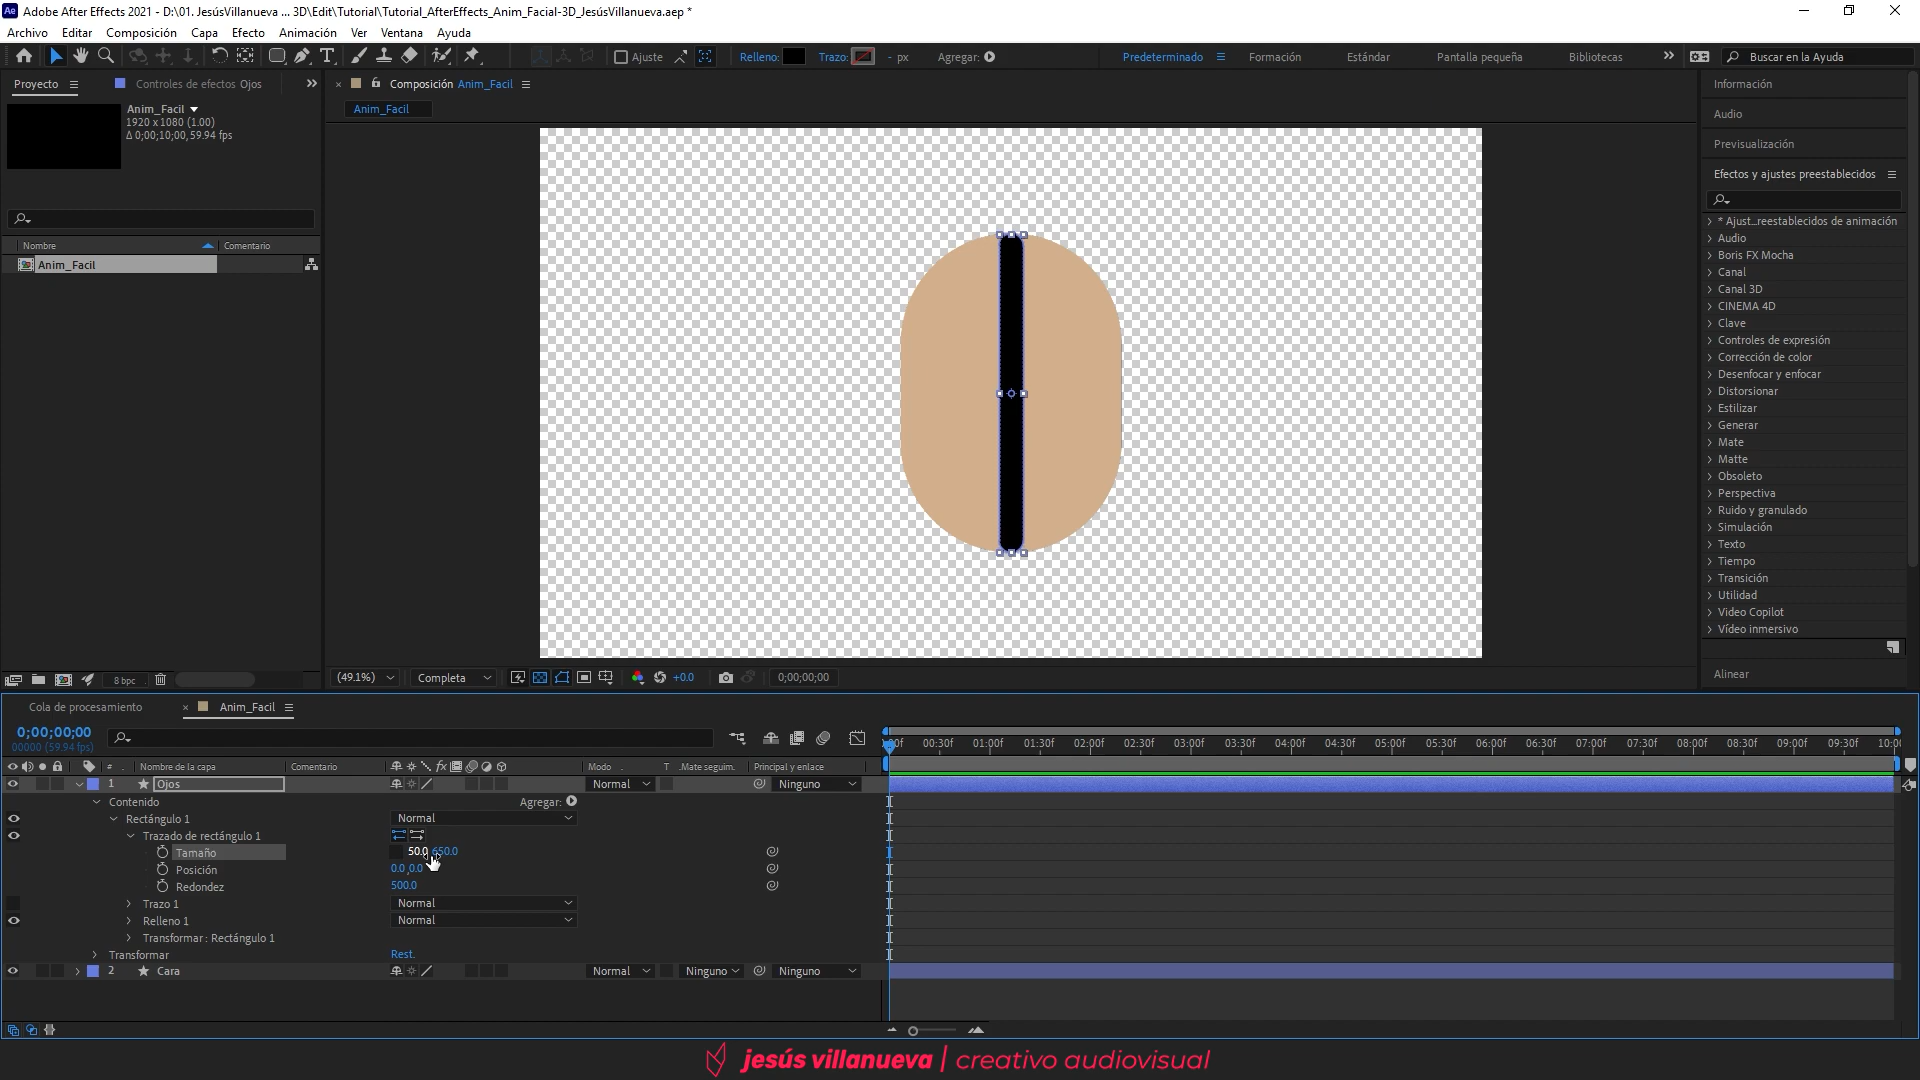 Ae Adobe After Effects 2021 - D:\01. JesúsVillanueva ... 3D\Edit\Tutorial\Tutorial_AfterEffects_Anim_Facial-3D_JesúsVillanueva.aep *
Archivo Editar Composición Capa Efecto Animación Ver Ventana Ayuda
Ajuste Relleno: Trazo: - px Agregar: Predeterminado Formación Estándar Pantalla pequeña Bibliotecas Buscar en la Ayuda
Proyecto Controles de efectos Ojos
Composición Anim_Facil
Anim_Facil
Anim_Facil
1920 x 1080 (1.00)
Δ 0;00;10;00, 59.94 fps
Nombre Comentario
Anim_Facil
8 bpc
(49.1%) Completa +0.0 0;00;00;00
Información
Audio
Previsualización
Efectos y ajustes preestablecidos
* Ajust...reestablecidos de animación
Audio
Boris FX Mocha
Canal
Canal 3D
CINEMA 4D
Clave
Controles de expresión
Corrección de color
Desenfocar y enfocar
Distorsionar
Estilizar
Generar
Mate
Matte
Obsoleto
Perspectiva
Ruido y granulado
Simulación
Texto
Tiempo
Transición
Utilidad
Video Copilot
Vídeo inmersivo
Alinear
Cola de procesamiento Anim_Facil
0;00;00;00
00000 (59.94 fps)
00:30f 01:00f 01:30f 02:00f 02:30f 03:00f 03:30f 04:00f 04:30f 05:00f 05:30f 06:00f 06:30f 07:00f 07:30f 08:00f 08:30f 09:00f 09:30f 10:0
# Nombre de la capa Comentario fx Modo T .Mate seguim. Principal y enlace
1 Ojos Normal Ninguno
Contenido Agregar:
Rectángulo 1 Normal
Trazado de rectángulo 1
Tamaño 50.0, 650.0
Posición 0.0,0.0
Redondez 500.0
Trazo 1 Normal
Relleno 1 Normal
Transformar : Rectángulo 1
Transformar Rest.
2 Cara Normal Ninguno Ninguno
jesús villanueva | creativo audiovisual